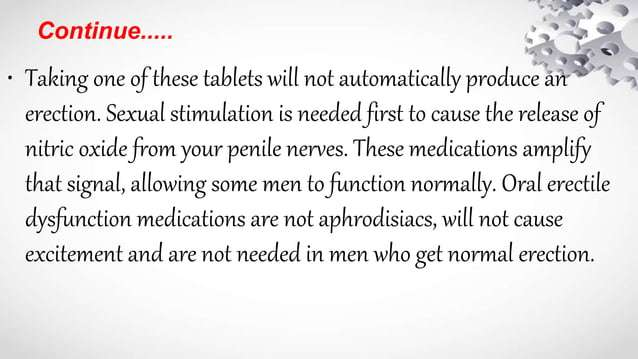 Continue.....
• Taking one of these tablets will not automatically produce an
erection. Sexual stimulation is needed first to cause the release of
nitric oxide from your penile nerves. These medications amplify
that signal, allowing some men to function normally. Oral erectile
dysfunction medications are not aphrodisiacs, will not cause
excitement and are not needed in men who get normal erection.